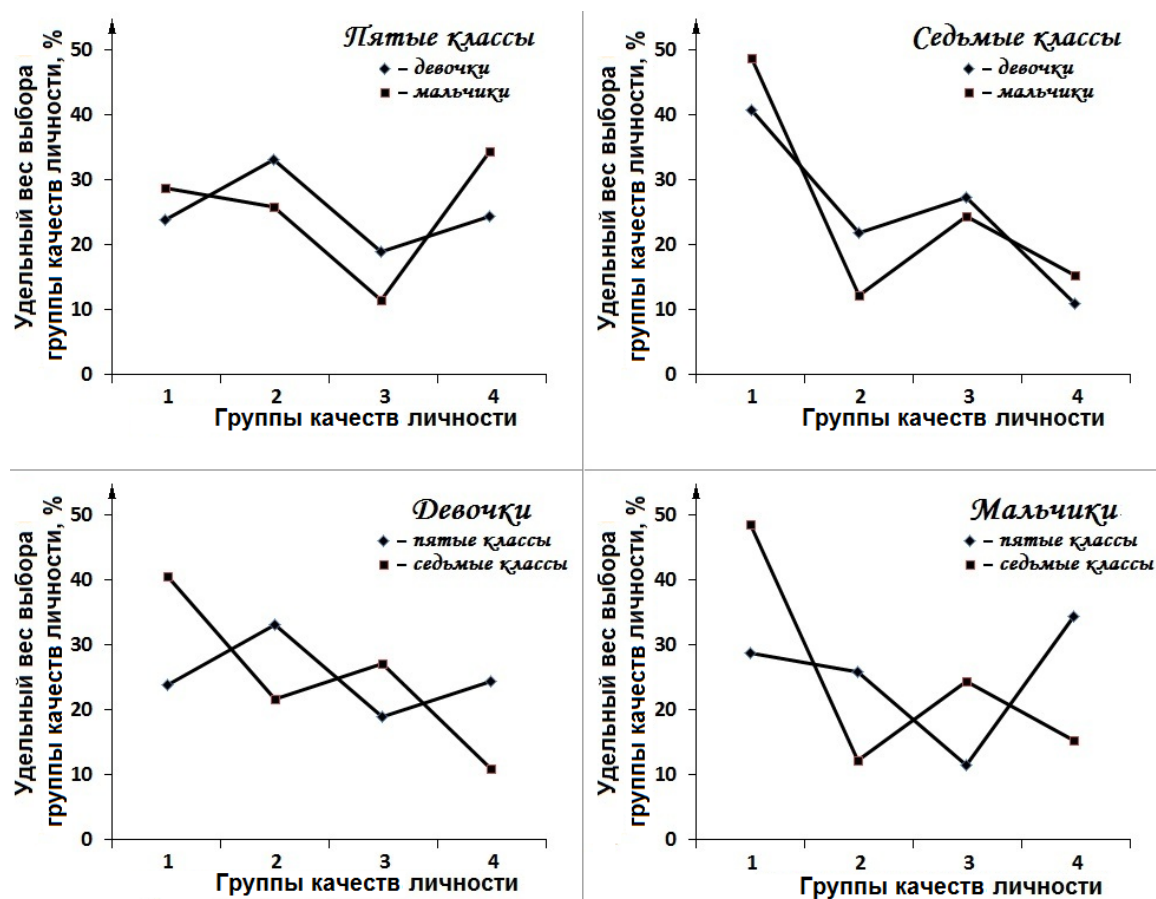 Пятые классы
– девочки
– мальчики
Удельный вес выбора
группы качеств личности, %
50
40
30
20
10
0
1 2 3 4
Группы качеств личности
Седьмые классы
– девочки
– мальчики
Удельный вес выбора
группы качеств личности, %
50
40
30
20
10
0
1 2 3 4
Группы качеств личности
Девочки
– пятые классы
– седьмые классы
Удельный вес выбора
группы качеств личности, %
50
40
30
20
10
0
1 2 3 4
Группы качеств личности
Мальчики
– пятые классы
– седьмые классы
Удельный вес выбора
группы качеств личности, %
50
40
30
20
10
0
1 2 3 4
Группы качеств личности